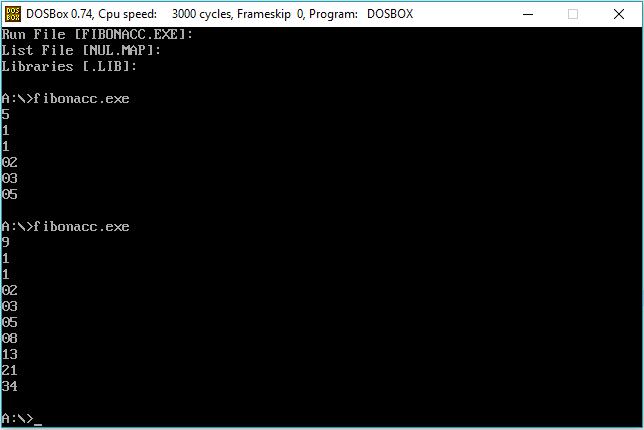 DOS
BOX
DOSBox 0.74, Cpu speed:    3000 cycles, Frameskip  0, Program:   DOSBOX
Run File [FIBONACC.EXE]:
List File [NUL.MAP]:
Libraries [.LIB]:
A:\>fibonacc.exe
5
1
1
02
03
05
A:\>fibonacc.exe
9
1
1
02
03
05
08
13
21
34
A:\>_